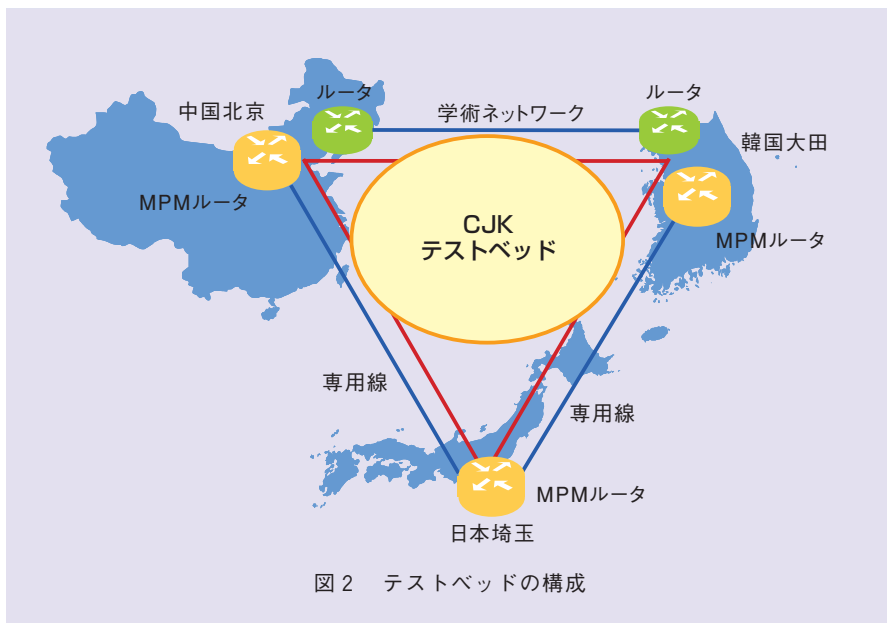 ルータ
ルータ
中国北京
学術ネットワーク
韓国大田
MPMルータ
CJK
テストベッド
MPMルータ
専用線
専用線
MPMルータ
日本埼玉
図2 テストベッドの構成